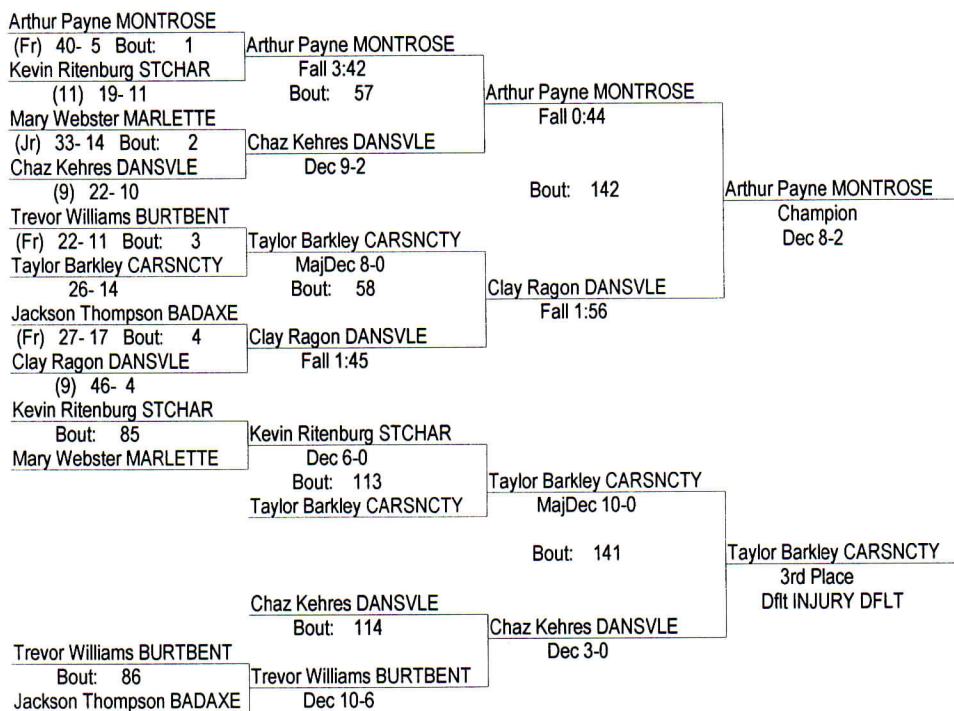 Arthur Payne MONTROSE
(Fr) 40- 5 Bout: 1
Kevin Ritenburg STCHAR
(11) 19- 11
Mary Webster MARLETTE
(Jr) 33- 14 Bout: 2
Chaz Kehres DANSVLE
(9) 22- 10
Trevor Williams BURTBENT
(Fr) 22- 11 Bout: 3
Taylor Barkley CARSNCTY
26- 14
Jackson Thompson BADAXE
(Fr) 27- 17 Bout: 4
Clay Ragon DANSVLE
(9) 46- 4
Arthur Payne MONTROSE
Fall 3:42
Bout: 57
Chaz Kehres DANSVLE
Dec 9-2
Taylor Barkley CARSNCTY
MajDec 8-0
Bout: 58
Clay Ragon DANSVLE
Fall 1:45
Arthur Payne MONTROSE
Fall 0:44
Bout: 142
Clay Ragon DANSVLE
Fall 1:56
Arthur Payne MONTROSE
Champion
Dec 8-2
Kevin Ritenburg STCHAR
Bout: 85
Mary Webster MARLETTE
Kevin Ritenburg STCHAR
Dec 6-0
Bout: 113
Taylor Barkley CARSNCTY
Chaz Kehres DANSVLE
Bout: 114
Trevor Williams BURTBENT
Bout: 86
Jackson Thompson BADAXE
Trevor Williams BURTBENT
Dec 10-6
Taylor Barkley CARSNCTY
MajDec 10-0
Bout: 141
Chaz Kehres DANSVLE
Dec 3-0
Taylor Barkley CARSNCTY
3rd Place
Dflt INJURY DFLT